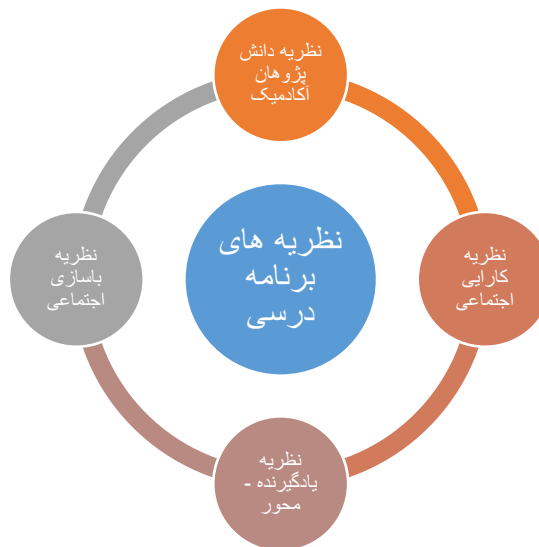 نظریه دانش
پژوهان
آکادمیک
نظریه های
برنامه
درسی
نظریه
کارایی
اجتماعی
نظریه
باسازی
اجتماعی
نظریه
یادگیرنده -
محور